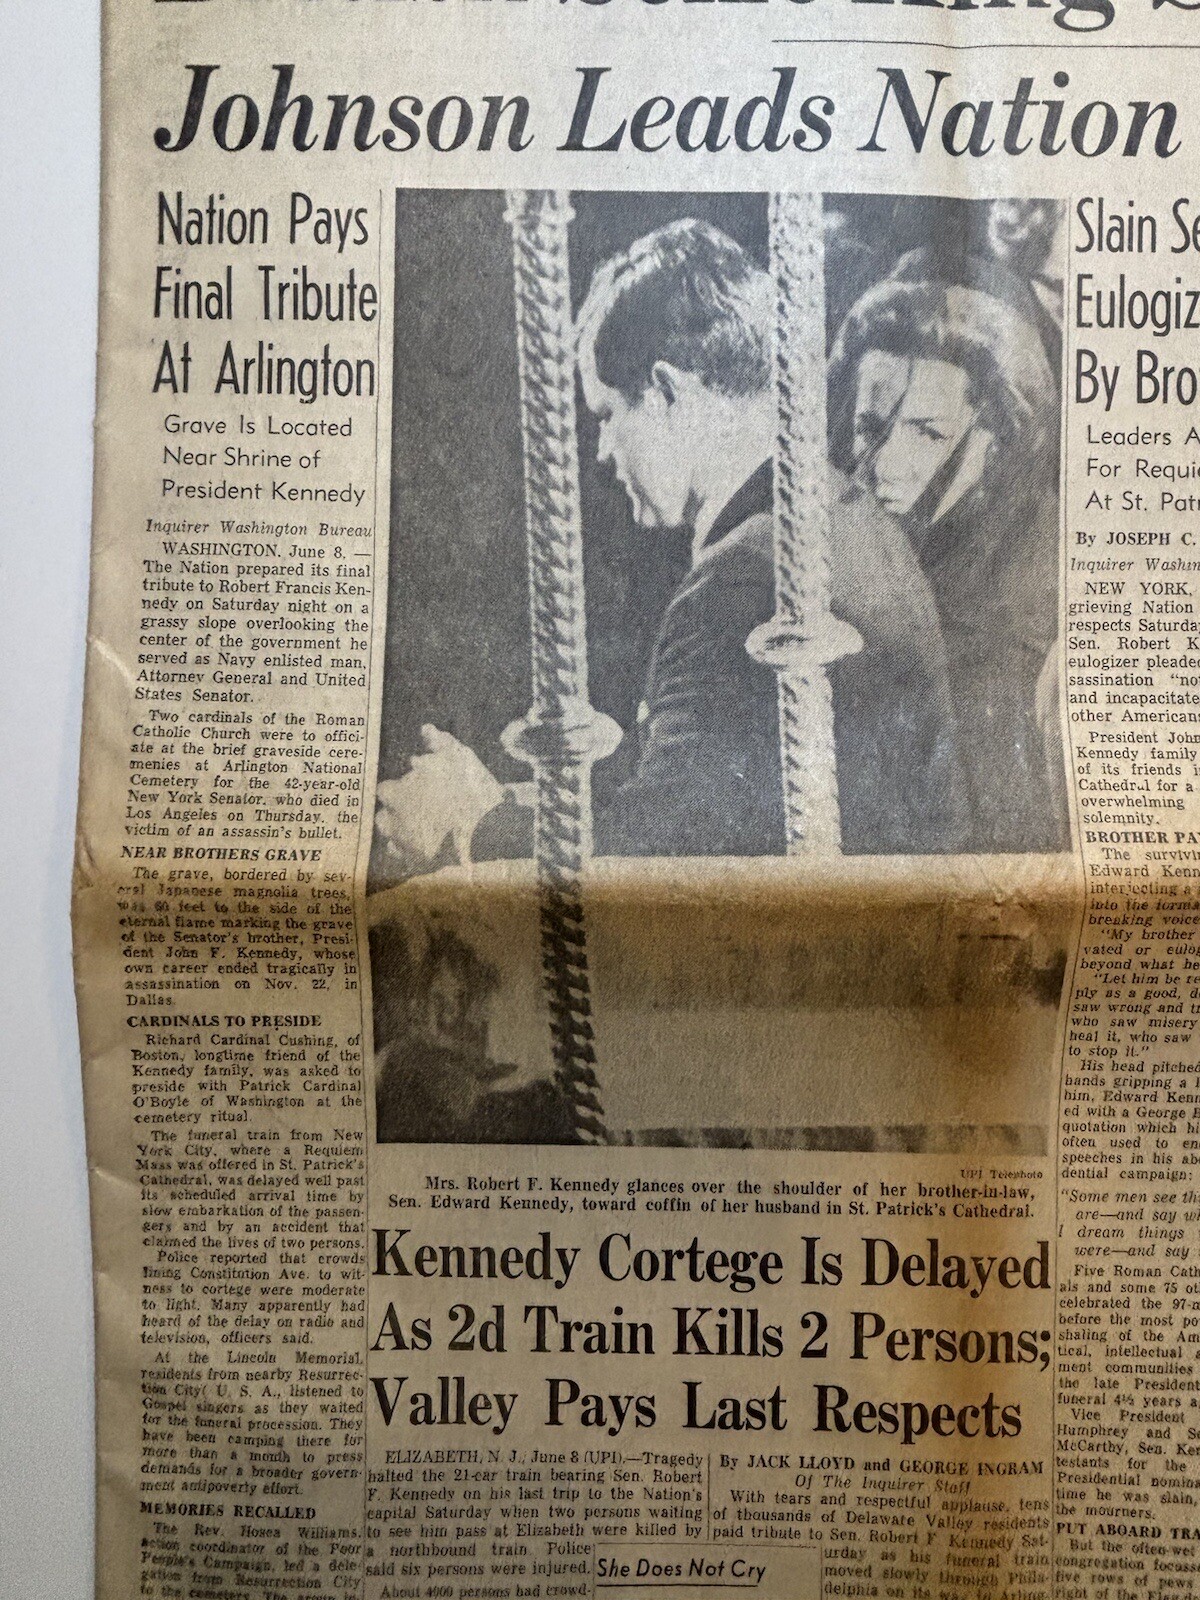 Johnson Leads Nation
Nation Pays
Final Tribute
At Arlington
Grave Is Located
Near Shrine of
President Kennedy
Inquirer Washington Bureau
WASHINGTON, June 8. —
The Nation prepared its final
tribute to Robert Francis Ken-
nedy on Saturday night on a
grassy slope overlooking the
center of the government he
served as Navy enlisted man,
Attorney General and United
States Senator.
Two cardinals of the Roman
Catholic Church were to offici-
ate at the brief graveside cere-
menies at Arlington National
Cemetery for the 42-year-old
New York Senator, who died in
Los Angeles on Thursday, the
victim of an assassin's bullet.
NEAR BROTHERS GRAVE
The grave, bordered by sev-
eral Japanese magnolia trees,
was 60 feet to the side of the
eternal flame marking the grave
of the Senator's brother, Presi-
dent John F. Kennedy, whose
own career ended tragically in
assassination on Nov. 22, in
Dallas.
CARDINALS TO PRESIDE
Richard Cardinal Cushing, of
Boston, longtime friend of the
Kennedy family, was asked to
preside with Patrick Cardinal
O'Boyle of Washington at the
cemetery ritual.
The funeral train from New
York City, where a Requiem
Mass was offered in St. Patrick's
Cathedral, was delayed well past
its scheduled arrival time by
slow embarkation of the passen-
gers and by an accident that
claimed the lives of two persons.
Police reported that crowds
lining Constitution Ave. to wit-
ness to cortege were moderate
to light. Many apparently had
heard of the delay on radio and
television, officers said.
At the Lincoln Memorial,
residents from nearby Resurrec-
tion City, U. S. A., listened to
Gospel singers as they waited
for the funeral procession. They
have been camping there for
more than a month to press
demands for a broader govern-
ment antipoverty effort.
MEMORIES RECALLED
The Rev. Hosea Williams,
action coordinator of the Poor
People's Campaign, led a dele-
gation from Resurrection City
to the cemetery. The group
UPI Telephoto
Mrs. Robert F. Kennedy glances over the shoulder of her brother-in-law,
Sen. Edward Kennedy, toward coffin of her husband in St. Patrick's Cathedral.
Kennedy Cortege Is Delayed
As 2d Train Kills 2 Persons;
Valley Pays Last Respects
ELIZABETH, N. J., June 8 (UPI).—Tragedy
halted the 21-car train bearing Sen. Robert
F. Kennedy on his last trip to the Nation's
capital Saturday when two persons waiting
to see him pass at Elizabeth were killed by
a northbound train. Police
said six persons were injured.
About 4000 persons had crowd-
She Does Not Cry
By JACK LLOYD and GEORGE INGRAM
Of The Inquirer Staff
With tears and respectful applause, tens
of thousands of Delaware Valley residents
paid tribute to Sen. Robert F. Kennedy Sat-
urday as his funeral train
moved slowly through Phila-
delphia on its way to
Slain
Eulogiz
By Bro
Leaders A
For Requi
At St. Pat
By JOSEPH C.
Inquirer Washin
NEW YORK,
grieving Nation
respects Saturda
Sen. Robert K
eulogizer pleade
sassination "not
and incapacitate
other Americans
President John
Kennedy family
of its friends i
Cathedral for a
overwhelming
solemnity.
BROTHER PA
The survivi
Edward Kenn
interjecting a
into the forma
breaking voice
"My brother
vated or eulog
beyond what he
"Let him be re
ply as a good, d
saw wrong and tr
who saw misery
heal it, who saw
to stop it."
His head pitched
hands gripping a
him, Edward Kenn
ed with a George
quotation which hi
often used to en
speeches in his ab
dential campaign:
"Some men see thi
are—and say wh
I dream things
were—and say
Five Roman Cath
als and some 75 ot
celebrated the 97-m
before the most po
shaling of the Am
tical, intellectual
ment communities
the late President
funeral 4½ years a
Vice President
Humphrey and Se
McCarthy, Sen. Ken
testants for the
Presidential nomina
time he was slain,
the mourners.
PUT ABOARD TRA
But the often-wet
congregation focuss
five rows of pews
right of the